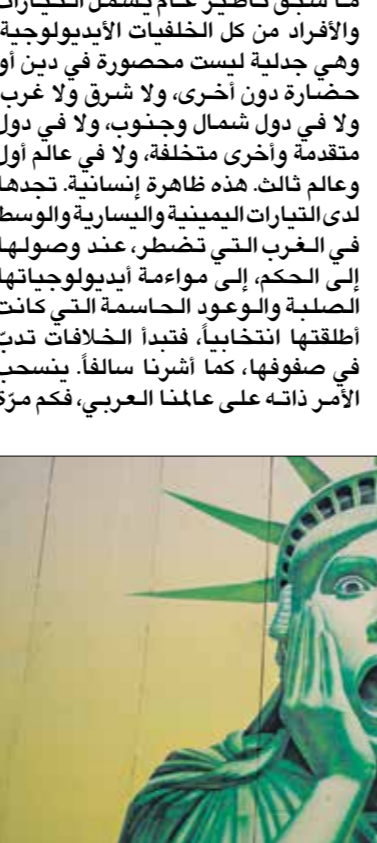 ما سبق تأطير عام يشمل التيارات
والأفراد من كل الخلفيات الأيديولوجية،
وهي جدلية ليست محصورة في دين أو
حضارة دون أخرى، ولا شرق ولا غرب،
ولا في دول شمال وجنوب، ولا في دول
متقدمة وأخرى متخلفة، ولا في عالم أول
وعالم ثالث. هذه ظاهرة إنسانية. تجدها
لدى التيارات اليمينية واليسارية والوسط
في الغرب التي تضطر، عند وصولها
إلى الحكم، إلى مواءمة أيديولوجياتها
الصلبة والوعود الحاسمة التي كانت
أطلقتها انتخابياً، فتبدأ الخلافات تدبّ
في صفوفها، كما أشرنا سالفاً. ينسحب
الأمر ذاته على عالمنا العربي، فكم مرّة